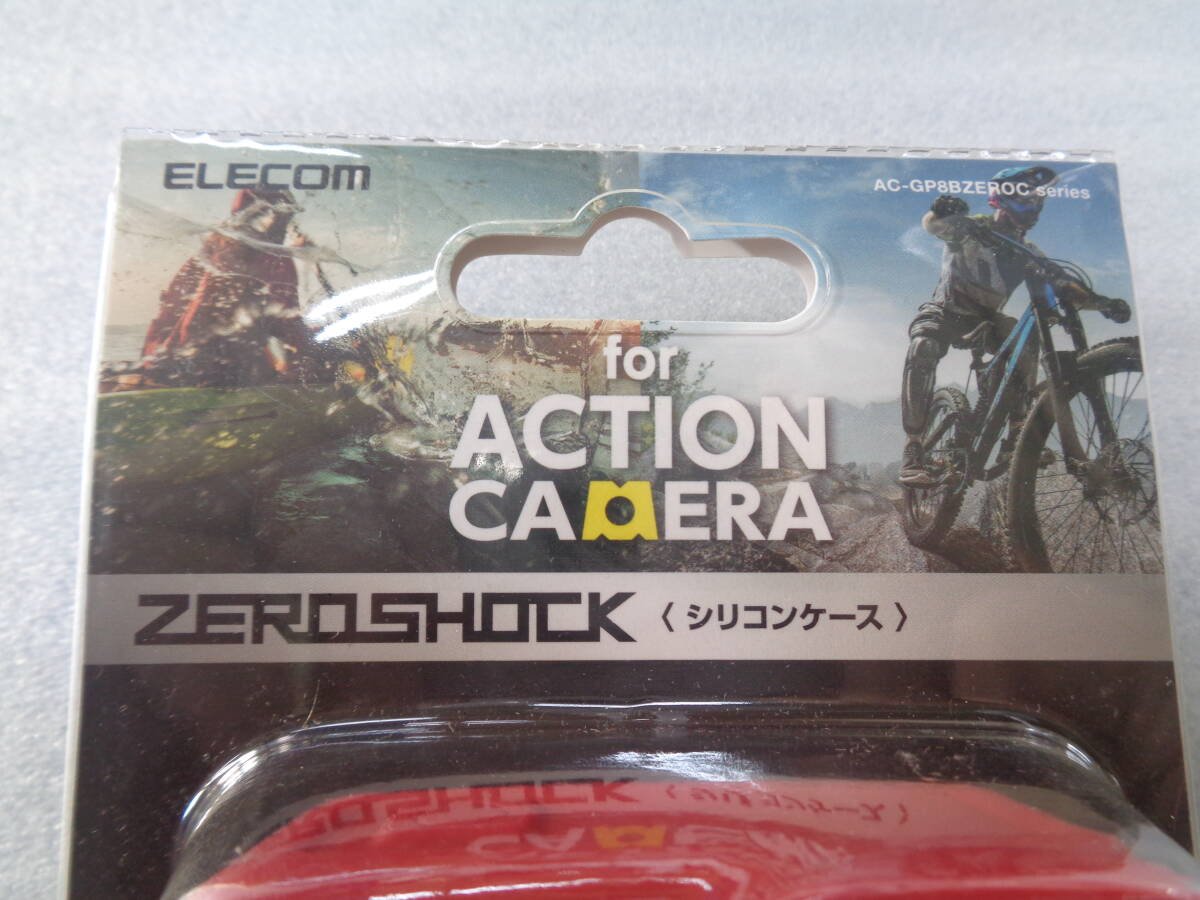 ELECOM
AC-GP8BZEROC series
for
ACTION
CAMERA
ZEROSHOCK 〈 シリコンケース 〉